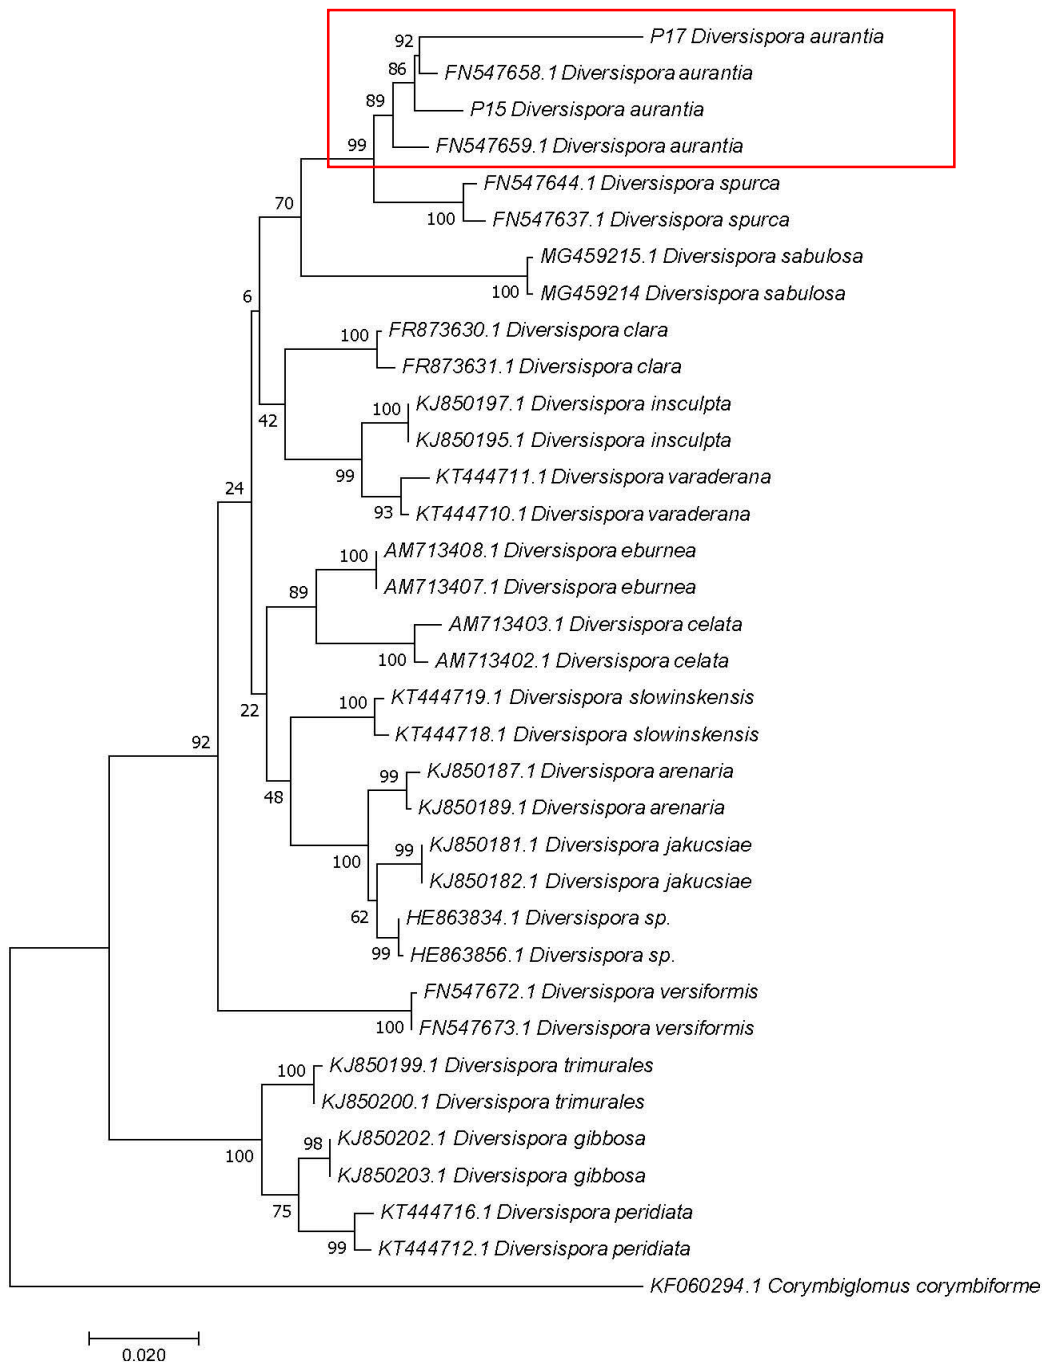 92 P17 Diversispora aurantia
86 FN547658.1 Diversispora aurantia
89 P15 Diversispora aurantia
99 FN547659.1 Diversispora aurantia
FN547644.1 Diversispora spurca
70 100 FN547637.1 Diversispora spurca
MG459215.1 Diversispora sabulosa
6 100 MG459214 Diversispora sabulosa
100 FR873630.1 Diversispora clara
FR873631.1 Diversispora clara
42 100 KJ850197.1 Diversispora insculpta
KJ850195.1 Diversispora insculpta
24 99 KT444711.1 Diversispora varaderana
93 KT444710.1 Diversispora varaderana
100 AM713408.1 Diversispora eburnea
89 AM713407.1 Diversispora eburnea
AM713403.1 Diversispora celata
100 AM713402.1 Diversispora celata
22 100 KT444719.1 Diversispora slowinskensis
92 KT444718.1 Diversispora slowinskensis
48 99 KJ850187.1 Diversispora arenaria
KJ850189.1 Diversispora arenaria
100 99 KJ850181.1 Diversispora jakucsiae
KJ850182.1 Diversispora jakucsiae
62 HE863834.1 Diversispora sp.
99 HE863856.1 Diversispora sp.
FN547672.1 Diversispora versiformis
100 FN547673.1 Diversispora versiformis
100 KJ850199.1 Diversispora trimurales
KJ850200.1 Diversispora trimurales
100 98 KJ850202.1 Diversispora gibbosa
KJ850203.1 Diversispora gibbosa
75 KT444716.1 Diversispora peridiata
99 KT444712.1 Diversispora peridiata
KF060294.1 Corymbiglomus corymbiforme
0.020